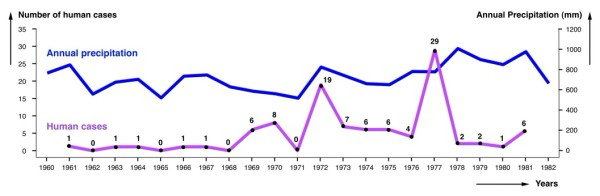 Number of human cases
Annual Precipitation (mm)
35 1200
30 1000
25 800
20 600
15 400
10 200
5 0
0
Annual precipitation
Human cases
1 0 1 1 0 1 1 0 6 8 0 19 7 6 6 4 29 2 2 1 6
1960 1961 1962 1963 1964 1965 1966 1967 1968 1969 1970 1971 1972 1973 1974 1975 1976 1977 1978 1979 1980 1981 1982
Years